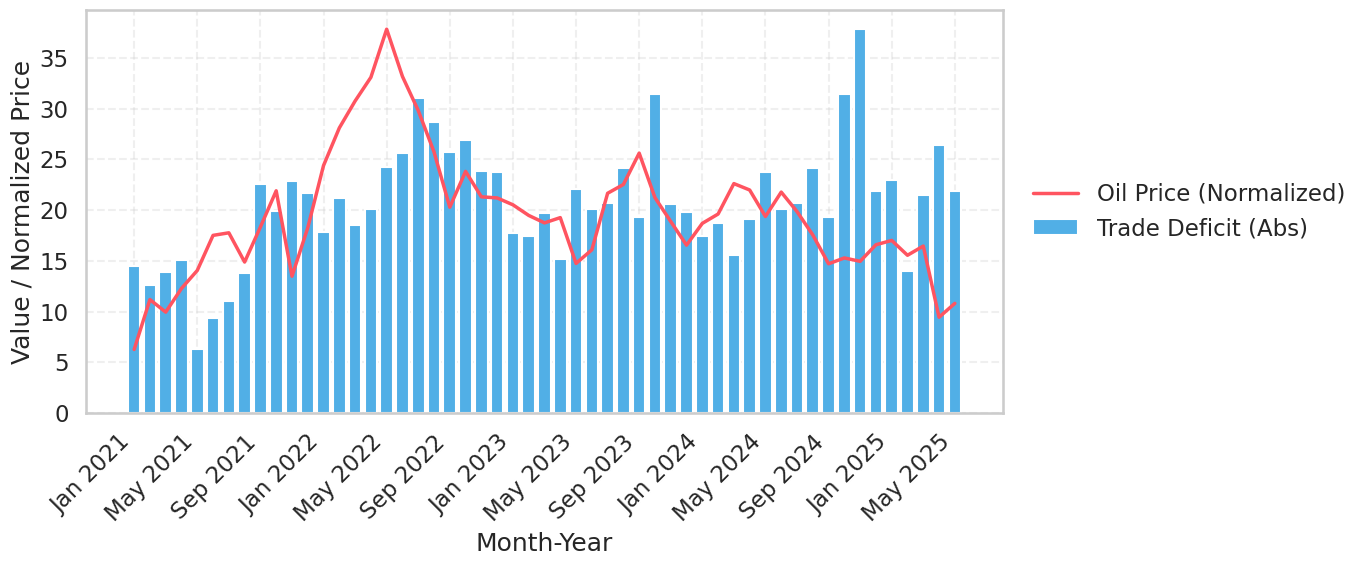 Value / Normalized Price
35
30
25
20
15
10
5
0
Jan 2021
May 2021
Sep 2021
Jan 2022
May 2022
Sep 2022
Jan 2023
May 2023
Sep 2023
Jan 2024
May 2024
Sep 2024
Jan 2025
May 2025
Month-Year
Oil Price (Normalized)
Trade Deficit (Abs)